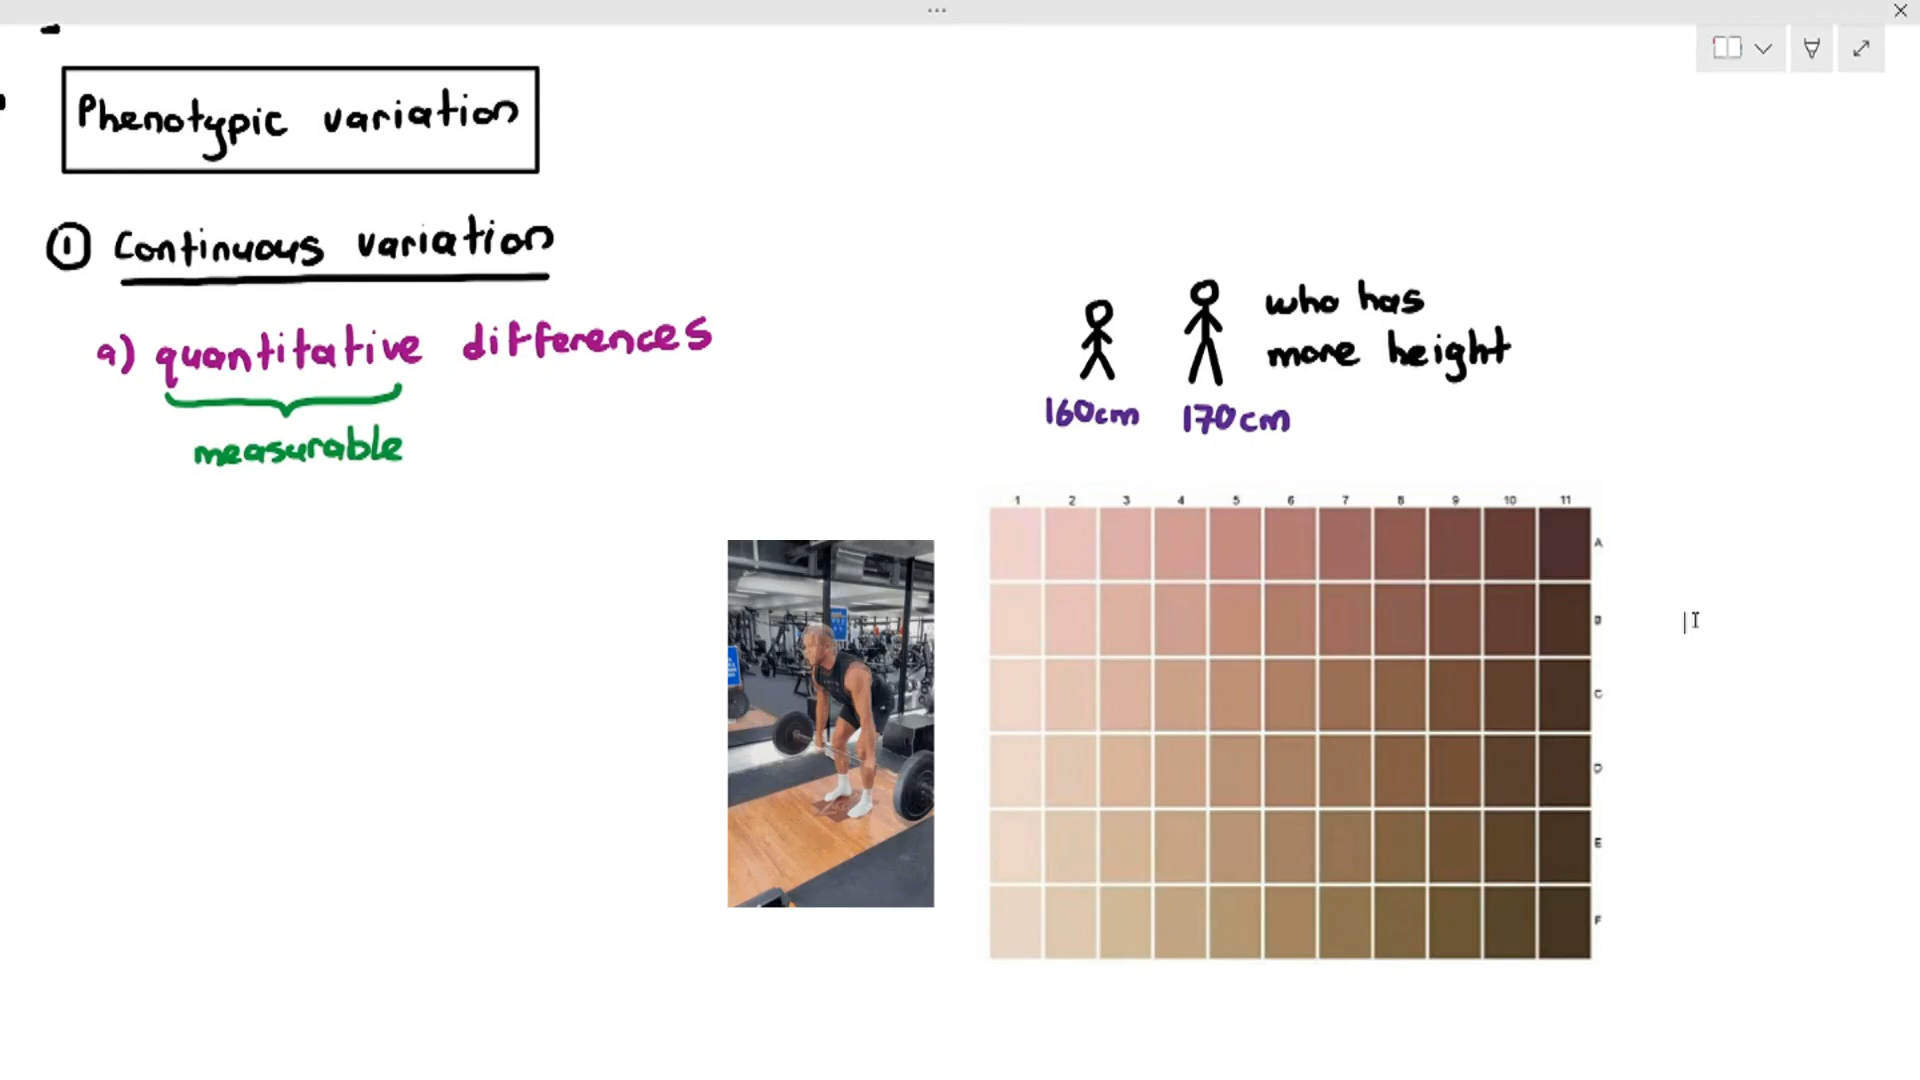 Phenotypic variation
① Continuous variation
a) quantitative differences
measurable
who has
more height
160cm 170cm
1 2 3 4 5 6 7 8 9 10 11
A
B
C
D
E
F